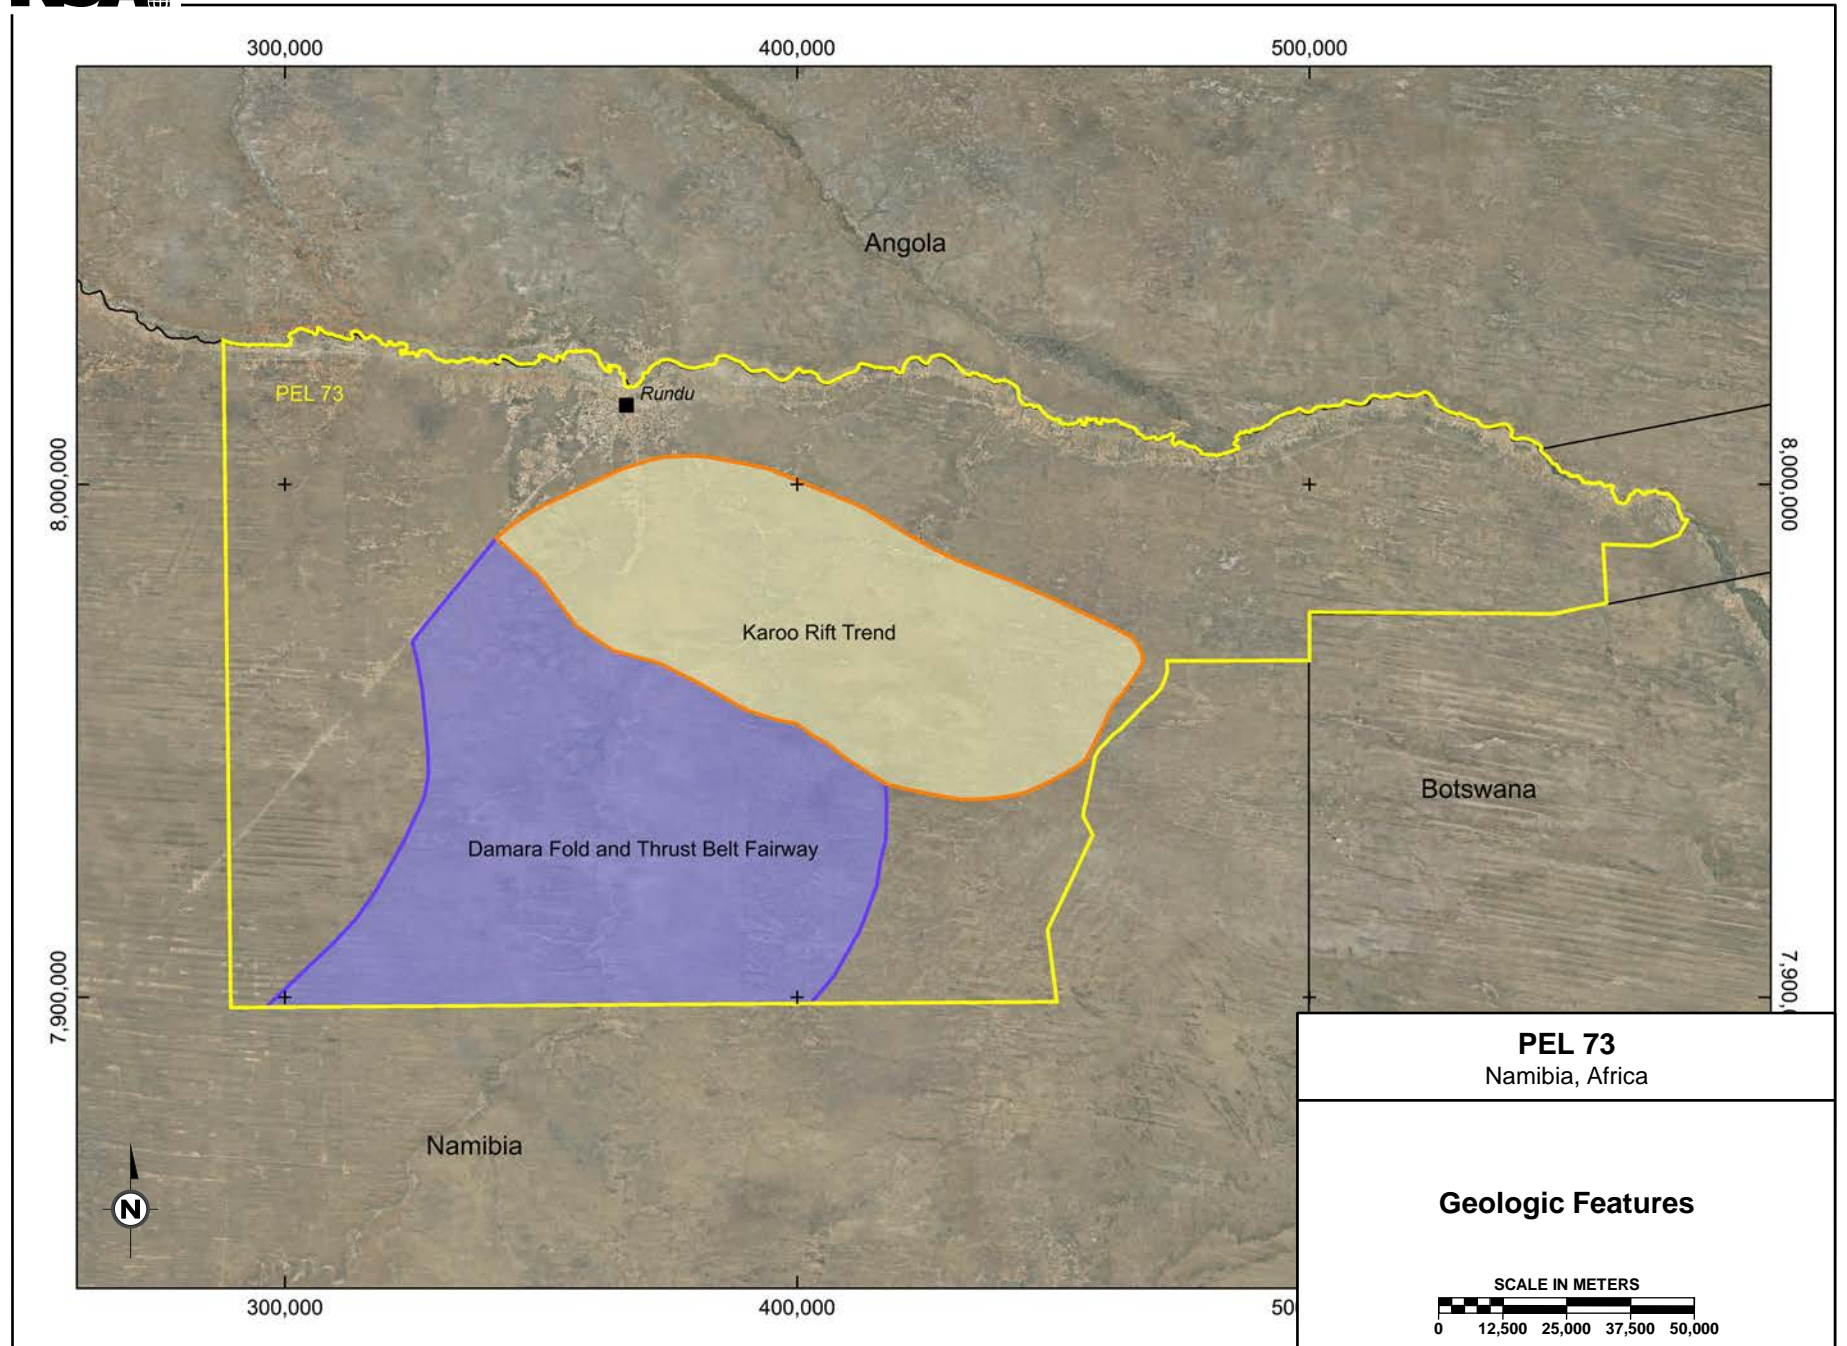 300,000 400,000 500,000
Angola
PEL 73
Rundu
8,000,000
8,000,000
Karoo Rift Trend
Botswana
Damara Fold and Thrust Belt Fairway
7,900,000
PEL 73
Namibia, Africa
Namibia
N
Geologic Features
SCALE IN METERS
0 12,500 25,000 37,500 50,000
300,000 400,000